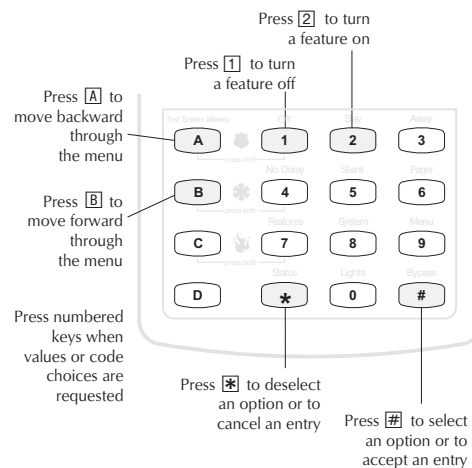 Press 2 to turn
a feature on
Press 1 to turn
a feature off
Press A to
move backward
through
the menu
Press B to
move forward
through
the menu
Press numbered
keys when
values or code
choices are
requested
Test System Weekly Off Stay Away
A 1 2 3
press both
No Delay Silent Pager
B 4 5 6
press both
Features System Menu
C 7 8 9
press both
Status Lights Bypass
D * 0 #
Press * to deselect
an option or to
cancel an entry
Press # to select
an option or to
accept an entry